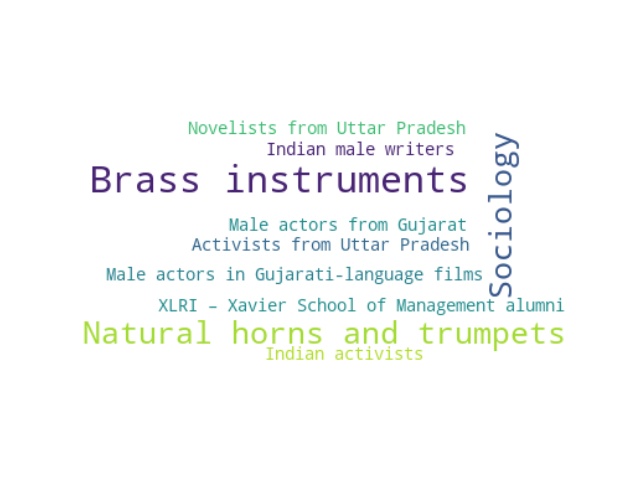 Novelists from Uttar Pradesh
Indian male writers
Brass instruments
Sociology
Male actors from Gujarat
Activists from Uttar Pradesh
Male actors in Gujarati-language films
XLRI – Xavier School of Management alumni
Natural horns and trumpets
Indian activists